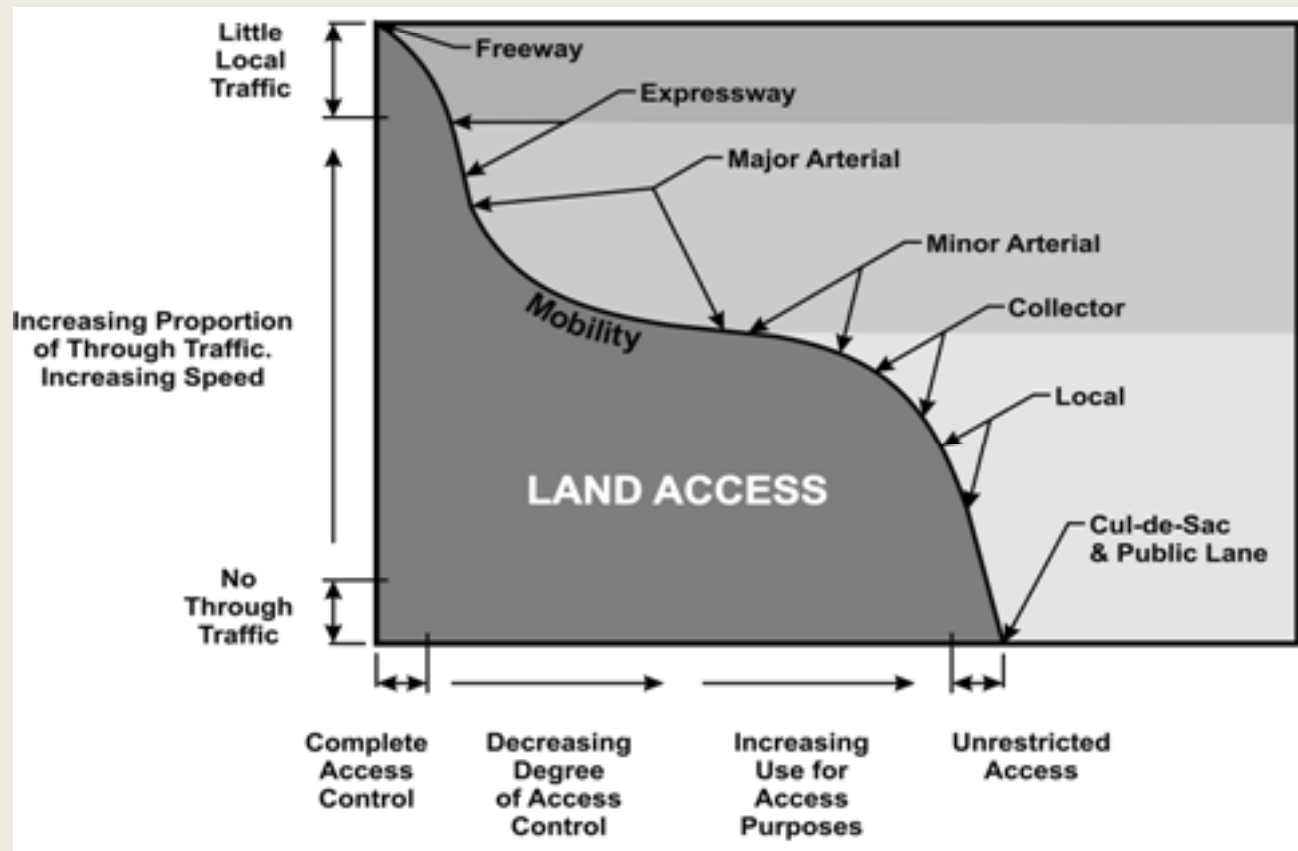 Little
Local
Traffic
Freeway
Expressway
Major Arterial
Minor Arterial
Collector
Local
Mobility
Increasing Proportion
of Through Traffic.
Increasing Speed
LAND ACCESS
Cul-de-Sac
& Public Lane
No
Through
Traffic
Complete
Access
Control
Decreasing
Degree
of Access
Control
Increasing
Use for
Access
Purposes
Unrestricted
Access